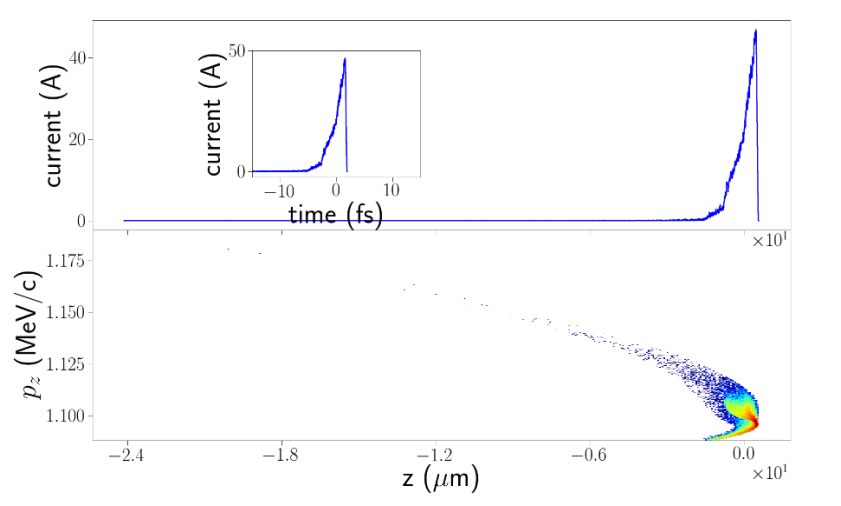 current (A)
40
20
0
current (A)
50
0
−10 0 10
time (fs)
×10¹
p_z (MeV/c)
1.175
1.150
1.125
1.100
−2.4 −1.8 −1.2 −0.6 0.0
×10¹
z (μm)